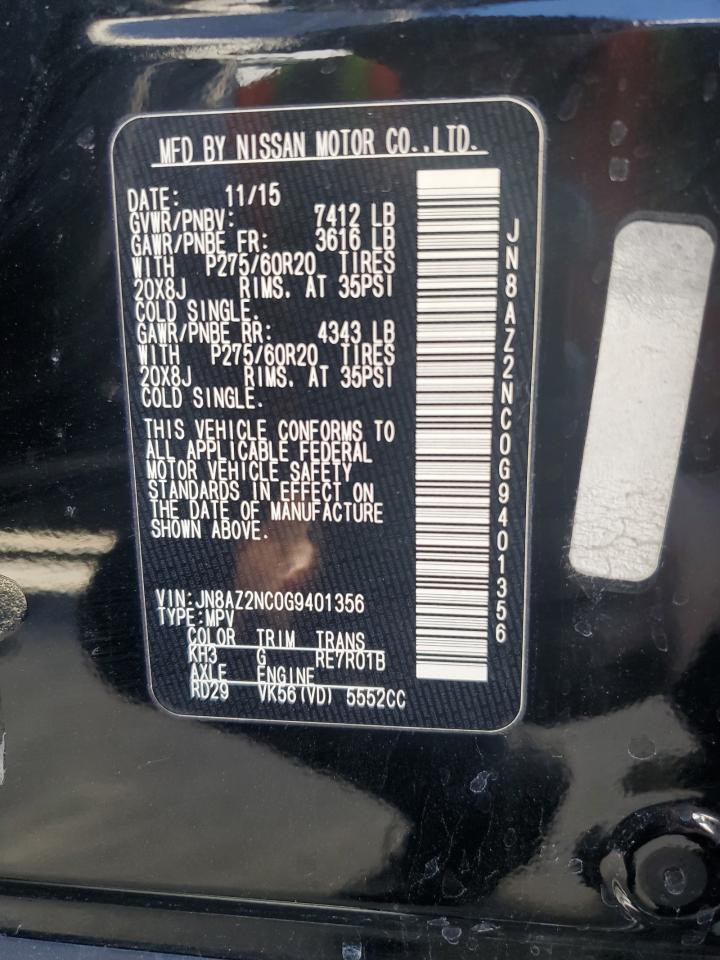 MFD BY NISSAN MOTOR CO.,LTD.
DATE: 11/15
GVWR/PNBV: 7412 LB
GAWR/PNBE FR: 3616 LB
WITH P275/60R20 TIRES
20X8J RIMS. AT 35PSI
COLD SINGLE.
GAWR/PNBE RR: 4343 LB
WITH P275/60R20 TIRES
20X8J RIMS. AT 35PSI
COLD SINGLE.
THIS VEHICLE CONFORMS TO
ALL APPLICABLE FEDERAL
MOTOR VEHICLE SAFETY
STANDARDS IN EFFECT ON
THE DATE OF MANUFACTURE
SHOWN ABOVE.
VIN:JN8AZ2NC0G9401356
TYPE:MPV
COLOR TRIM TRANS
KH3 G RE7R01B
AXLE ENGINE
RD29 VK56(VD) 5552CC
JN8AZ2NC0G9401356